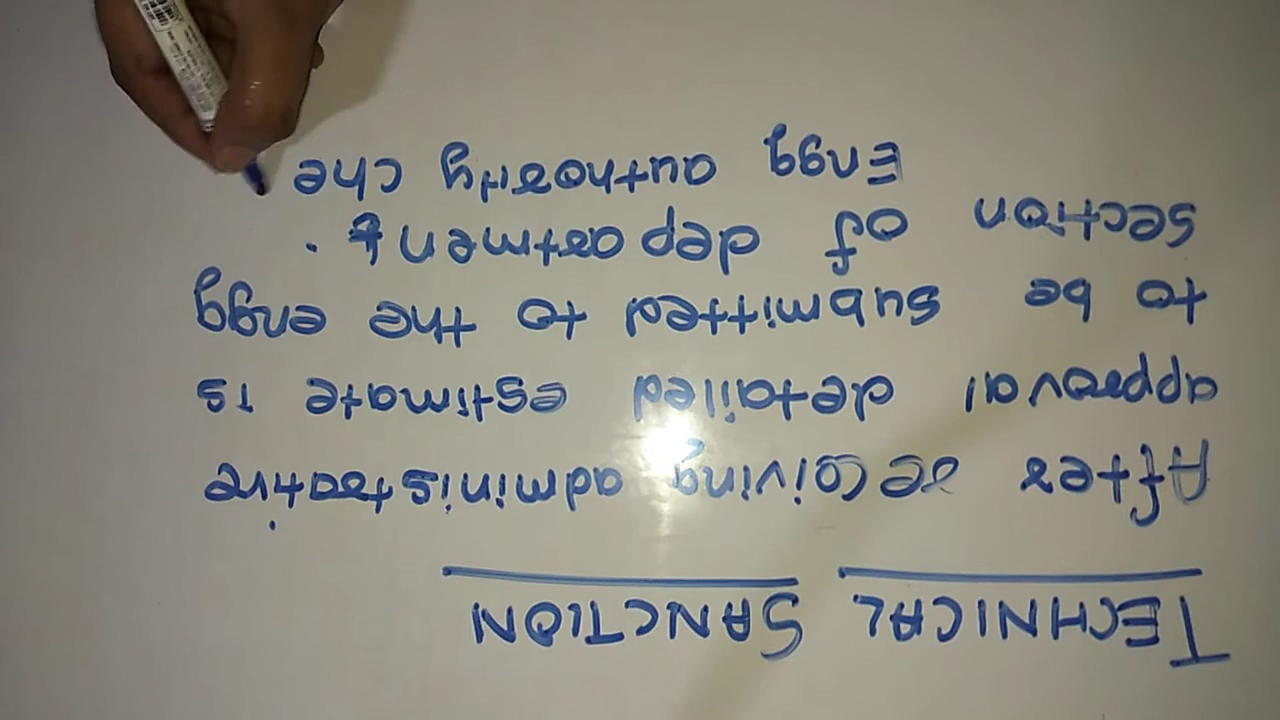 TECHNICAL SANCTION
After receiving administrative
approval detailed estimate is
to be submitted to the engg
section of department.
Engg authority che